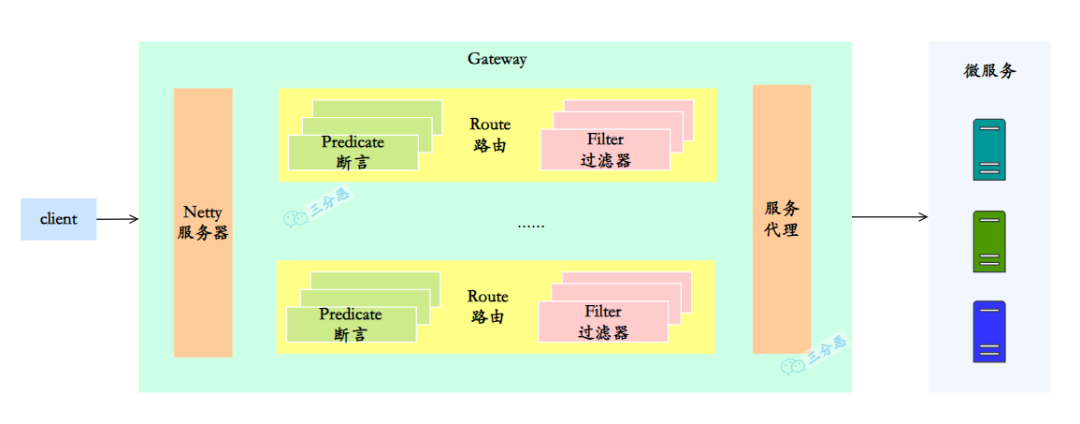 Gateway
微服务
Predicate
断言
Route
路由
Filter
过滤器
client
Netty
服务器
三分恶
......
服务
代理
Predicate
断言
Route
路由
Filter
过滤器
三分恶